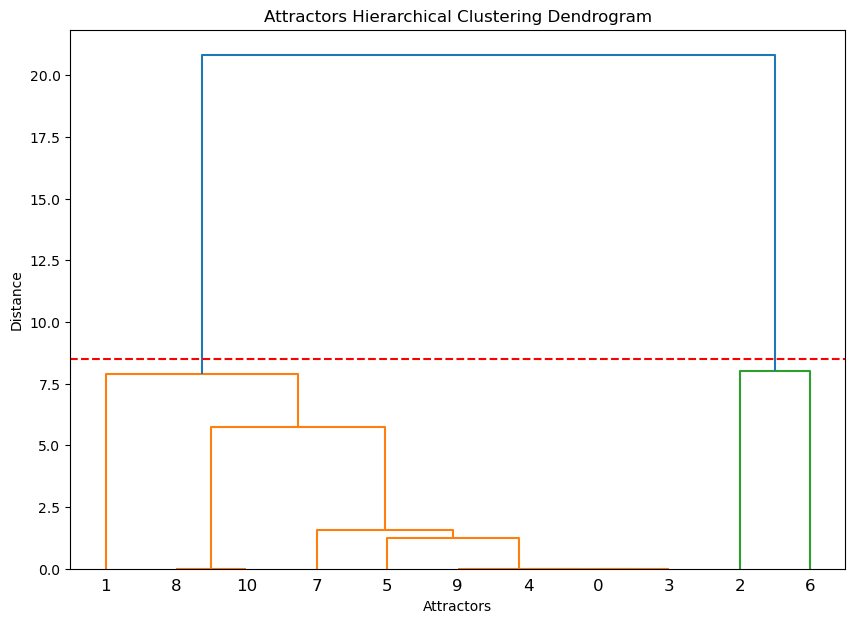 Attractors Hierarchical Clustering Dendrogram
20.0
17.5
15.0
12.5
10.0
7.5
5.0
2.5
0.0
Distance
1 8 10 7 5 9 4 0 3 2 6
Attractors